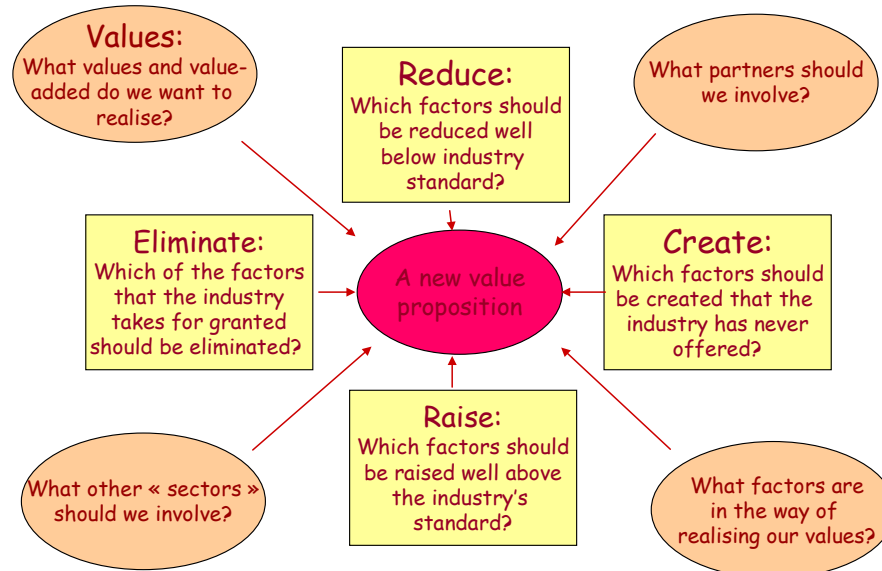 Values:
What values and value-
added do we want to
realise?
Reduce:
Which factors should
be reduced well
below industry
standard?
What partners should
we involve?
Eliminate:
Which of the factors
that the industry
takes for granted
should be eliminated?
A new value
proposition
Create:
Which factors should
be created that the
industry has never
offered?
What other « sectors »
should we involve?
Raise:
Which factors should
be raised well above
the industry’s
standard?
What factors are
in the way of
realising our values?